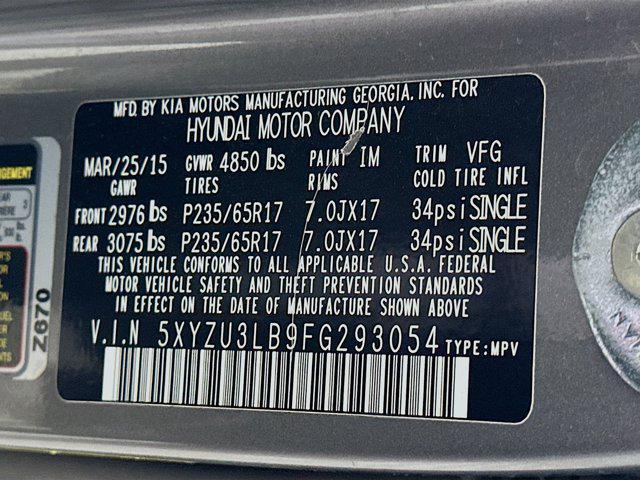 MFD. BY KIA MOTORS MANUFACTURING GEORGIA, INC. FOR
HYUNDAI MOTOR COMPANY
MAR/25/15 GVWR 4850 lbs PAINT IM TRIM VFG
GAWR TIRES RIMS COLD TIRE INFL
FRONT 2976 lbs P235/65R17 7.0JX17 34psi SINGLE
REAR 3075 lbs P235/65R17 7.0JX17 34psi SINGLE
THIS VEHICLE CONFORMS TO ALL APPLICABLE U.S.A. FEDERAL
MOTOR VEHICLE SAFETY AND THEFT PREVENTION STANDARDS
IN EFFECT ON THE DATE OF MANUFACTURE SHOWN ABOVE
V.I.N 5XYZU3LB9FG293054 TYPE:MPV
Z670